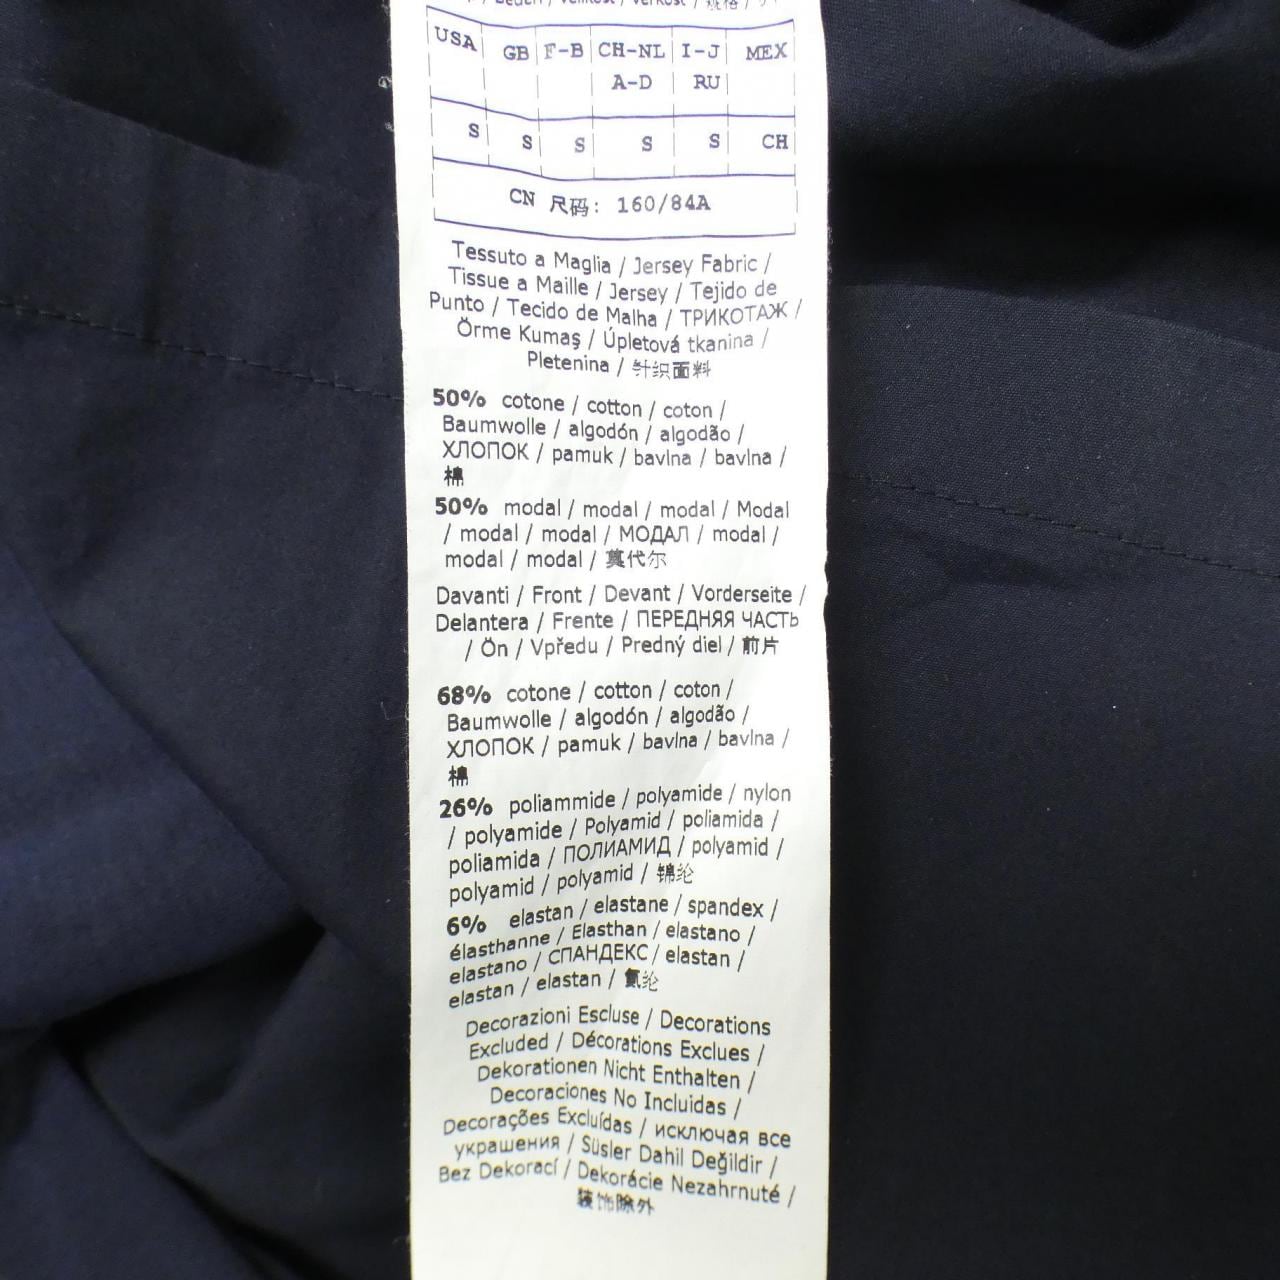 Beden / Velikost / Veľkosť / 规格 /
USA GB F-B CH-NL I-J MEX
A-D RU
S S S S S CH
CN 尺码: 160/84A
Tessuto a Maglia / Jersey Fabric /
Tissue a Maille / Jersey / Tejido de
Punto / Tecido de Malha / ТРИКОТАЖ /
Örme Kumaş / Úpletová tkanina /
Pletenina / 针织面料
50% cotone / cotton / coton /
Baumwolle / algodón / algodão /
ХЛОПОК / pamuk / bavlna / bavlna /
棉
50% modal / modal / modal / Modal
/ modal / modal / МОДАЛ / modal /
modal / modal / 莫代尔
Davanti / Front / Devant / Vorderseite /
Delantera / Frente / ПЕРЕДНЯЯ ЧАСТЬ
/ Ön / Vpředu / Predný diel / 前片
68% cotone / cotton / coton /
Baumwolle / algodón / algodão /
ХЛОПОК / pamuk / bavlna / bavlna /
棉
26% poliammide / polyamide / nylon
/ polyamide / Polyamid / poliamida /
poliamida / ПОЛИАМИД / polyamid /
polyamid / polyamid / 锦纶
6% elastan / elastane / spandex /
élasthanne / Elasthan / elastano /
elastano / СПАНДЕКС / elastan /
elastan / elastan / 氨纶
Decorazioni Escluse / Decorations
Excluded / Décorations Exclues /
Dekorationen Nicht Enthalten /
Decoraciones No Incluidas /
Decorações Excluídas / исключая все
украшения / Süsler Dahil Değildir /
Bez Dekorací / Dekorácie Nezahrnuté /
装饰除外